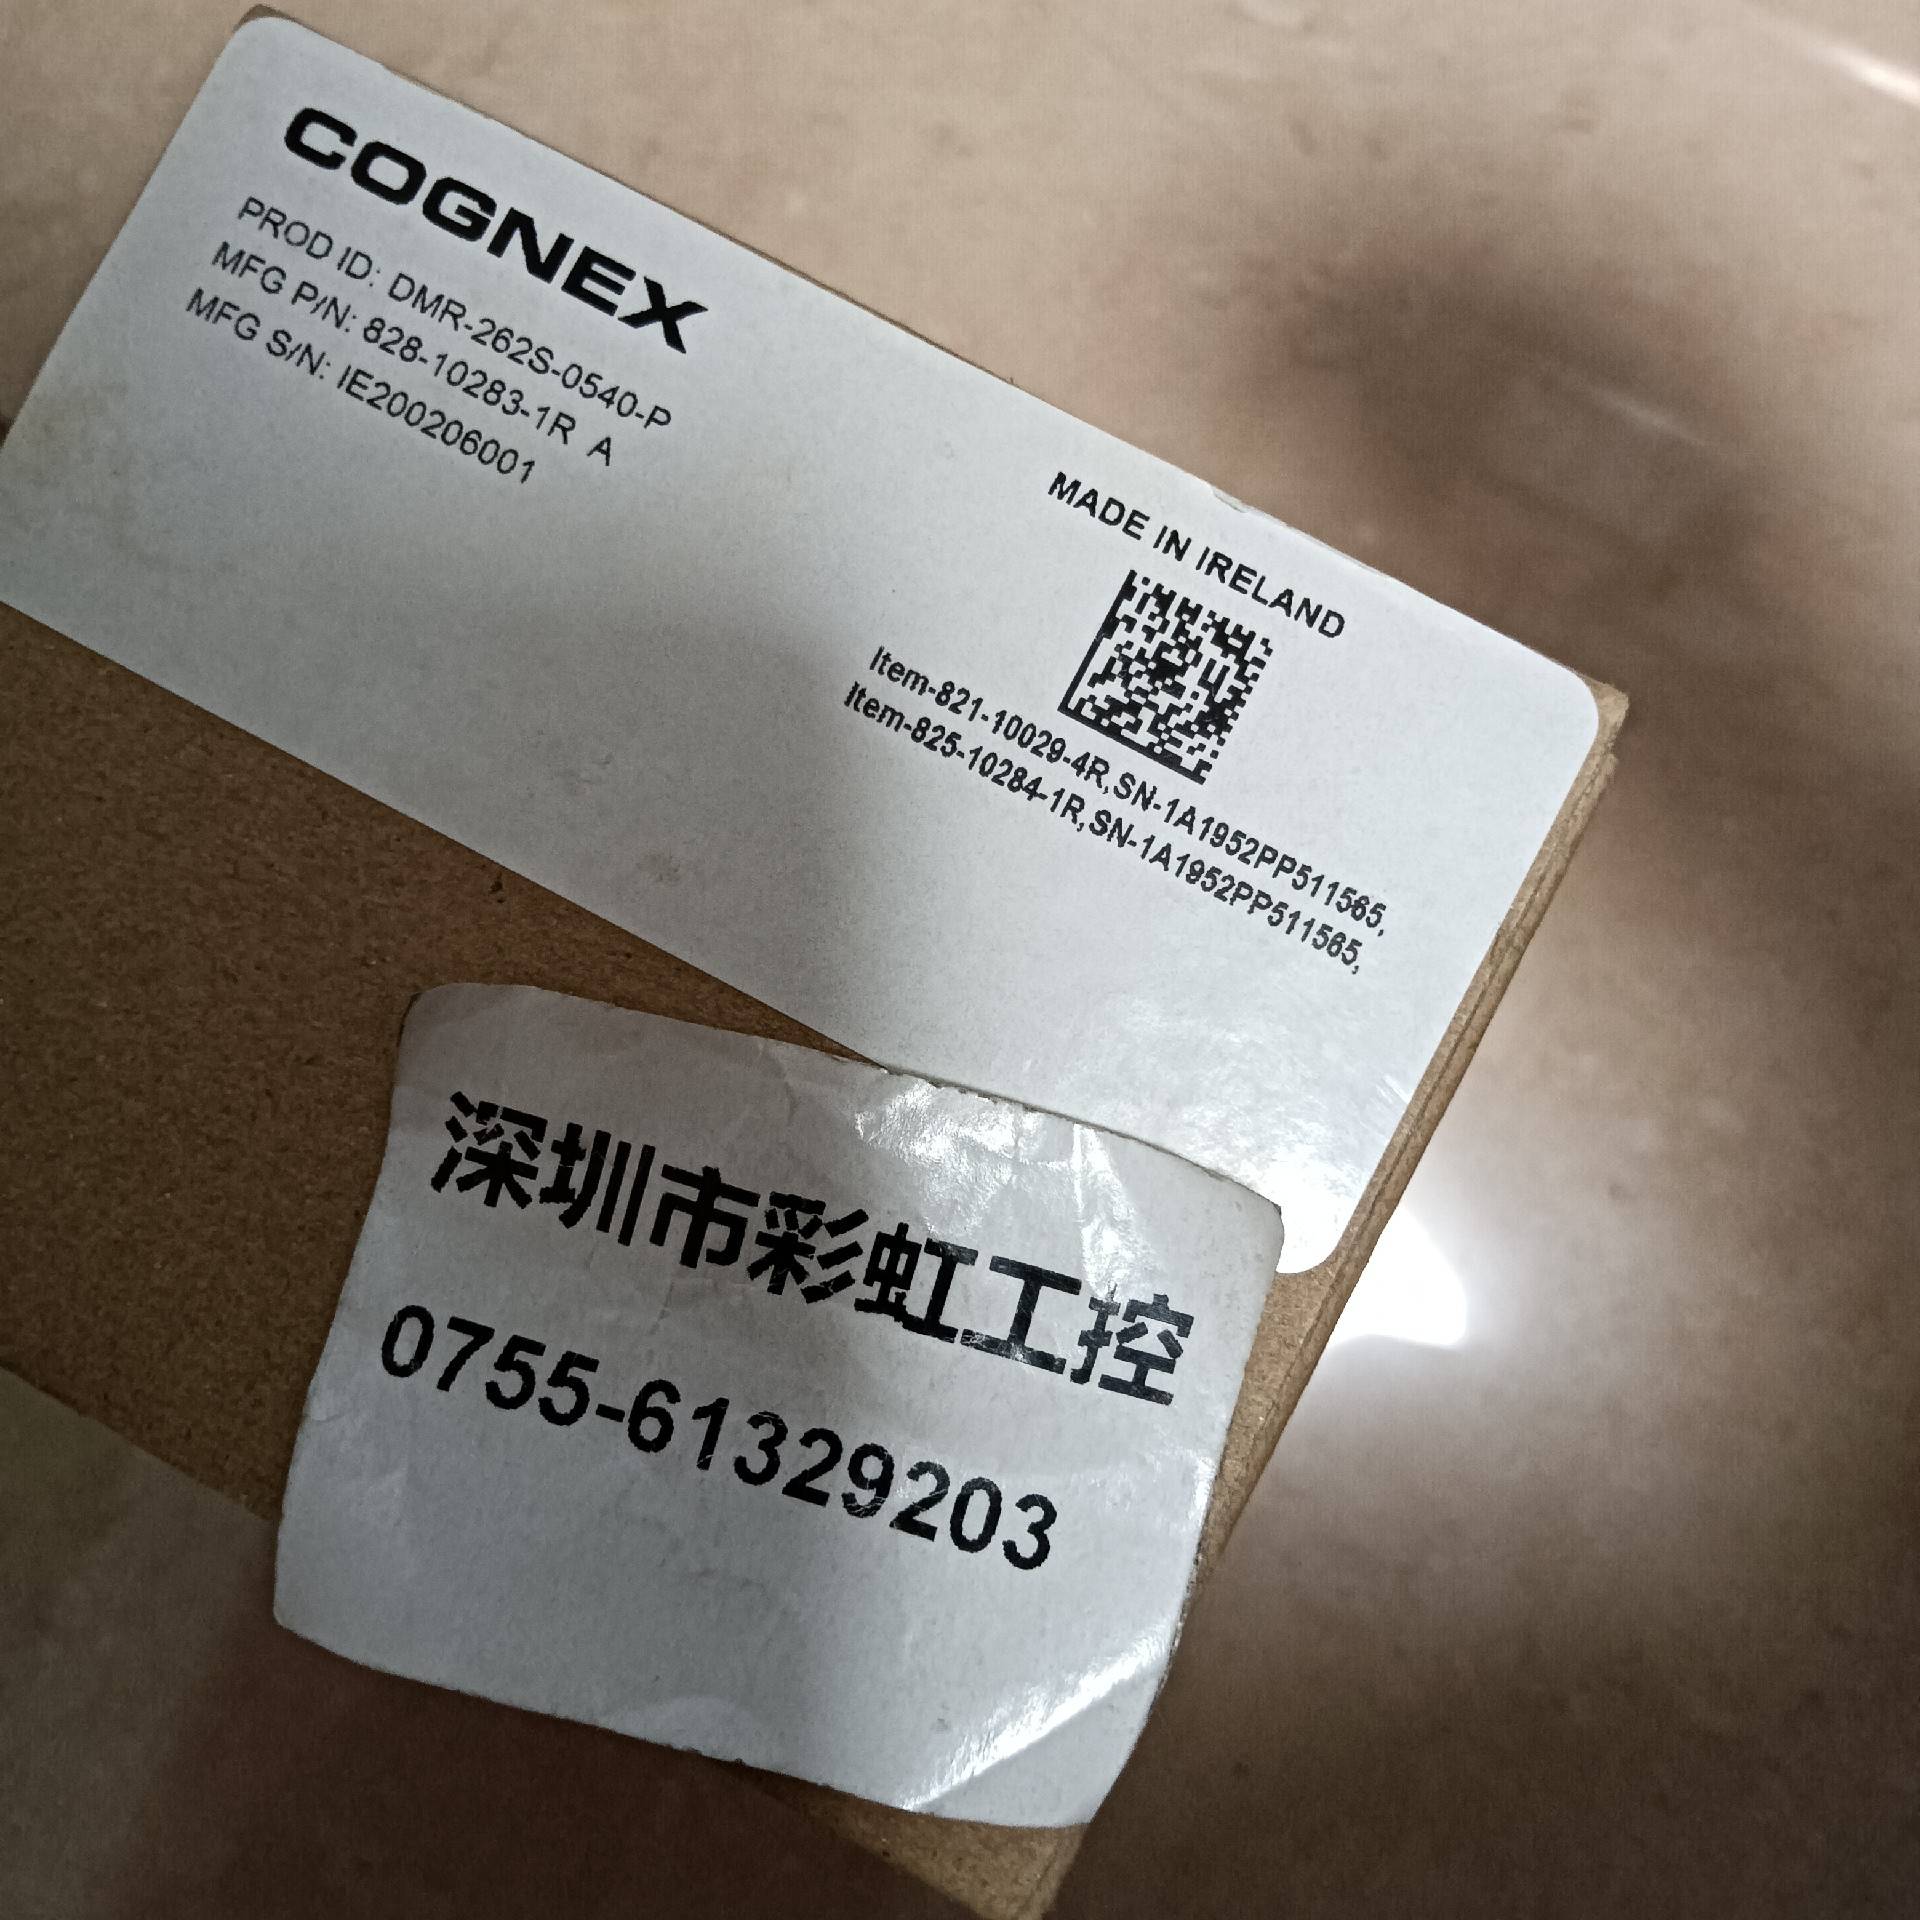 COGNEX
PROD ID: DMR-262S-0540-P
MFG P/N: 828-10283-1R A
MFG S/N: IE200206001
MADE IN IRELAND
Item-821-10029-4R,SN-1A1952PP511565,
Item-825-10284-1R,SN-1A1952PP511565,
深圳市彩虹工控
0755-61329203